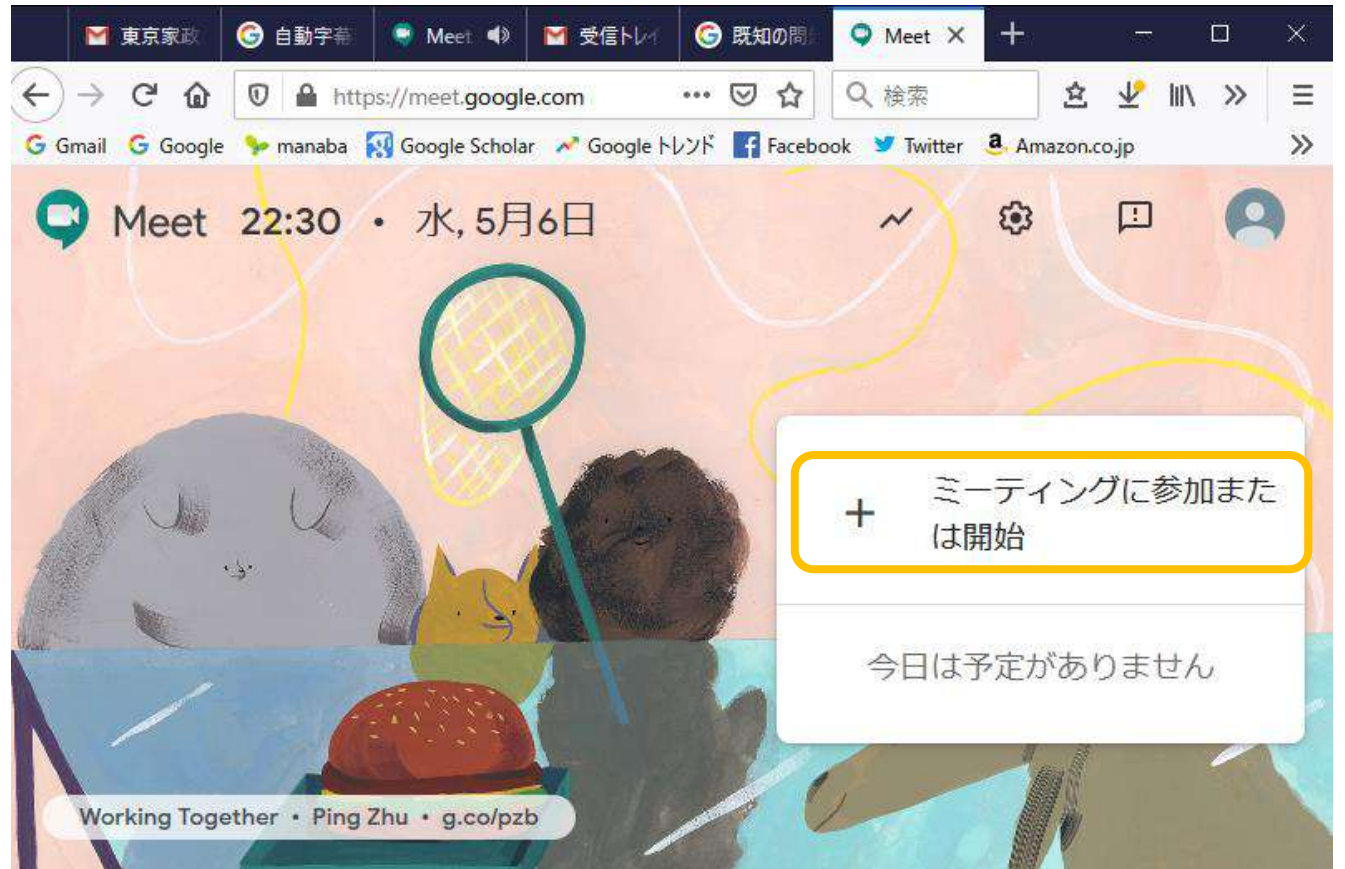 東京家政
自動字幕
Meet
受信トレイ
既知の問
Meet
https://meet.google.com
検索
Gmail
Google
manaba
Google Scholar
Google トレンド
Facebook
Twitter
Amazon.co.jp
Meet 22:30 • 水, 5月6日
ミーティングに参加また
は開始
今日は予定がありません
Working Together • Ping Zhu • g.co/pzb